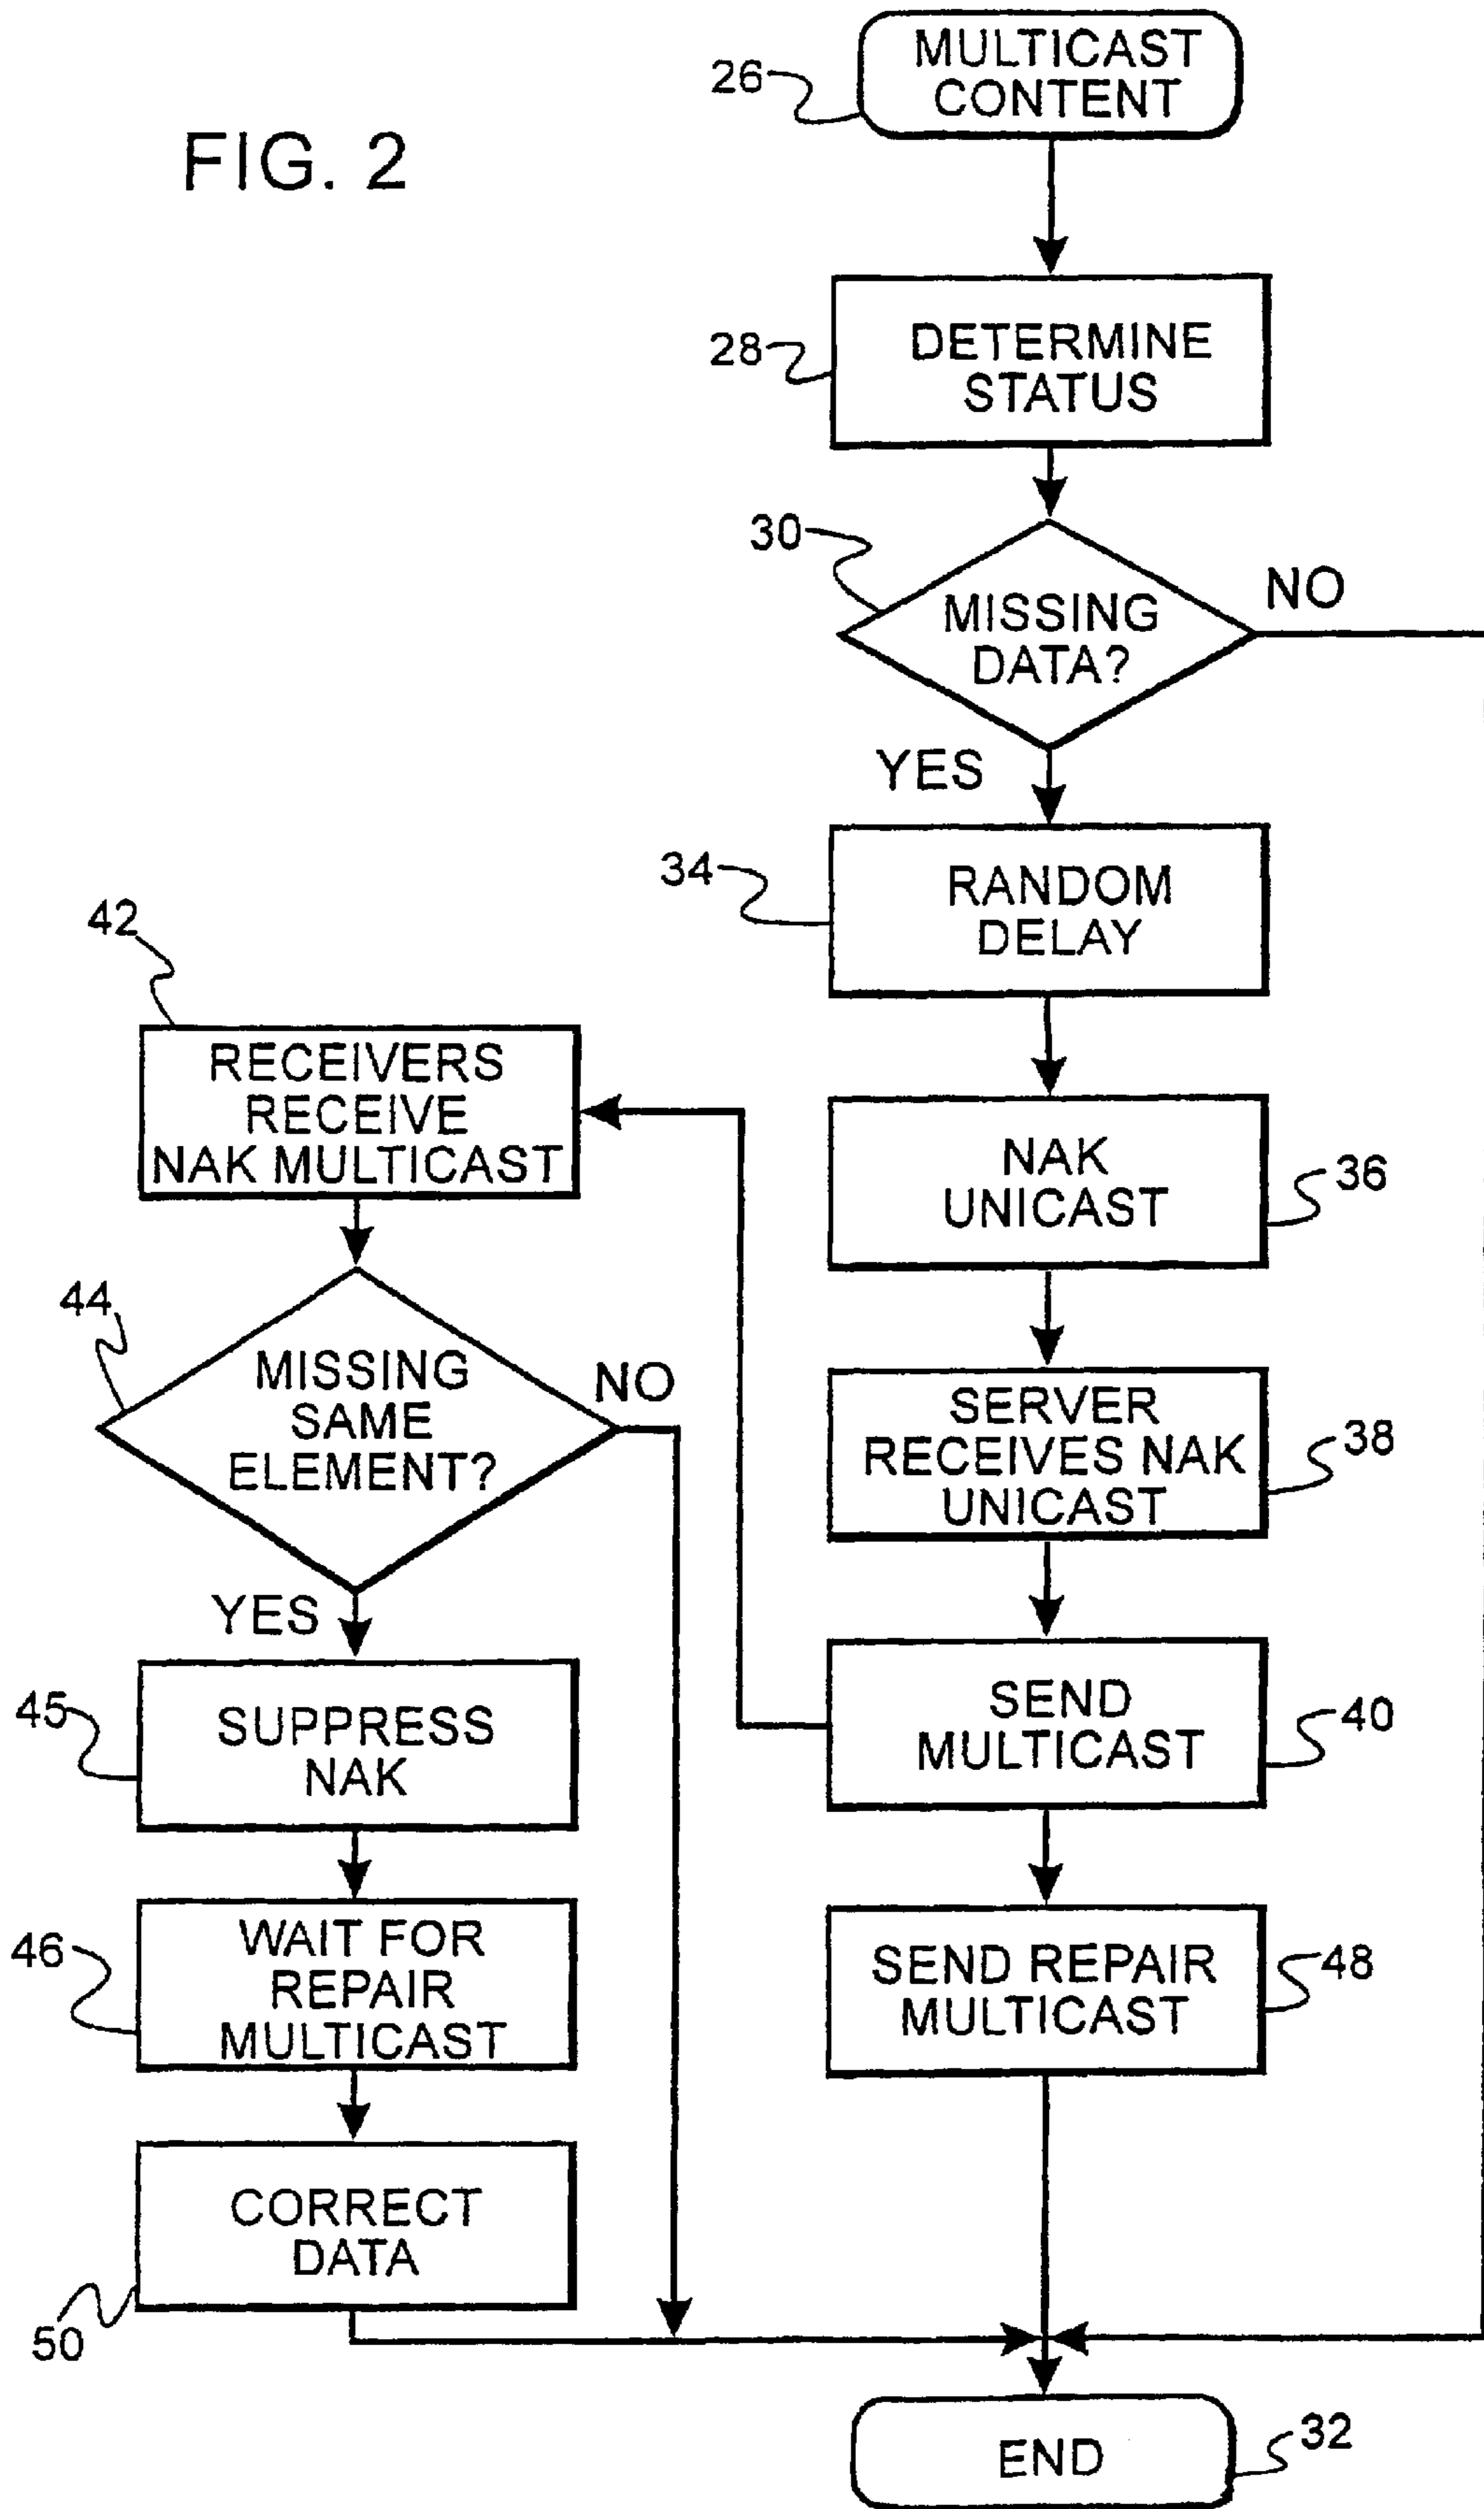 FIG. 2
MULTICAST
CONTENT
26
DETERMINE
STATUS
28
30
MISSING
DATA?
NO
YES
34
RANDOM
DELAY
42
RECEIVERS
RECEIVE
NAK MULTICAST
NAK
UNICAST
36
44
MISSING
SAME
ELEMENT?
NO
SERVER
RECEIVES NAK
UNICAST
38
YES
45
SUPPRESS
NAK
SEND
MULTICAST
40
46
WAIT FOR
REPAIR
MULTICAST
SEND REPAIR
MULTICAST
48
CORRECT
DATA
50
END
32